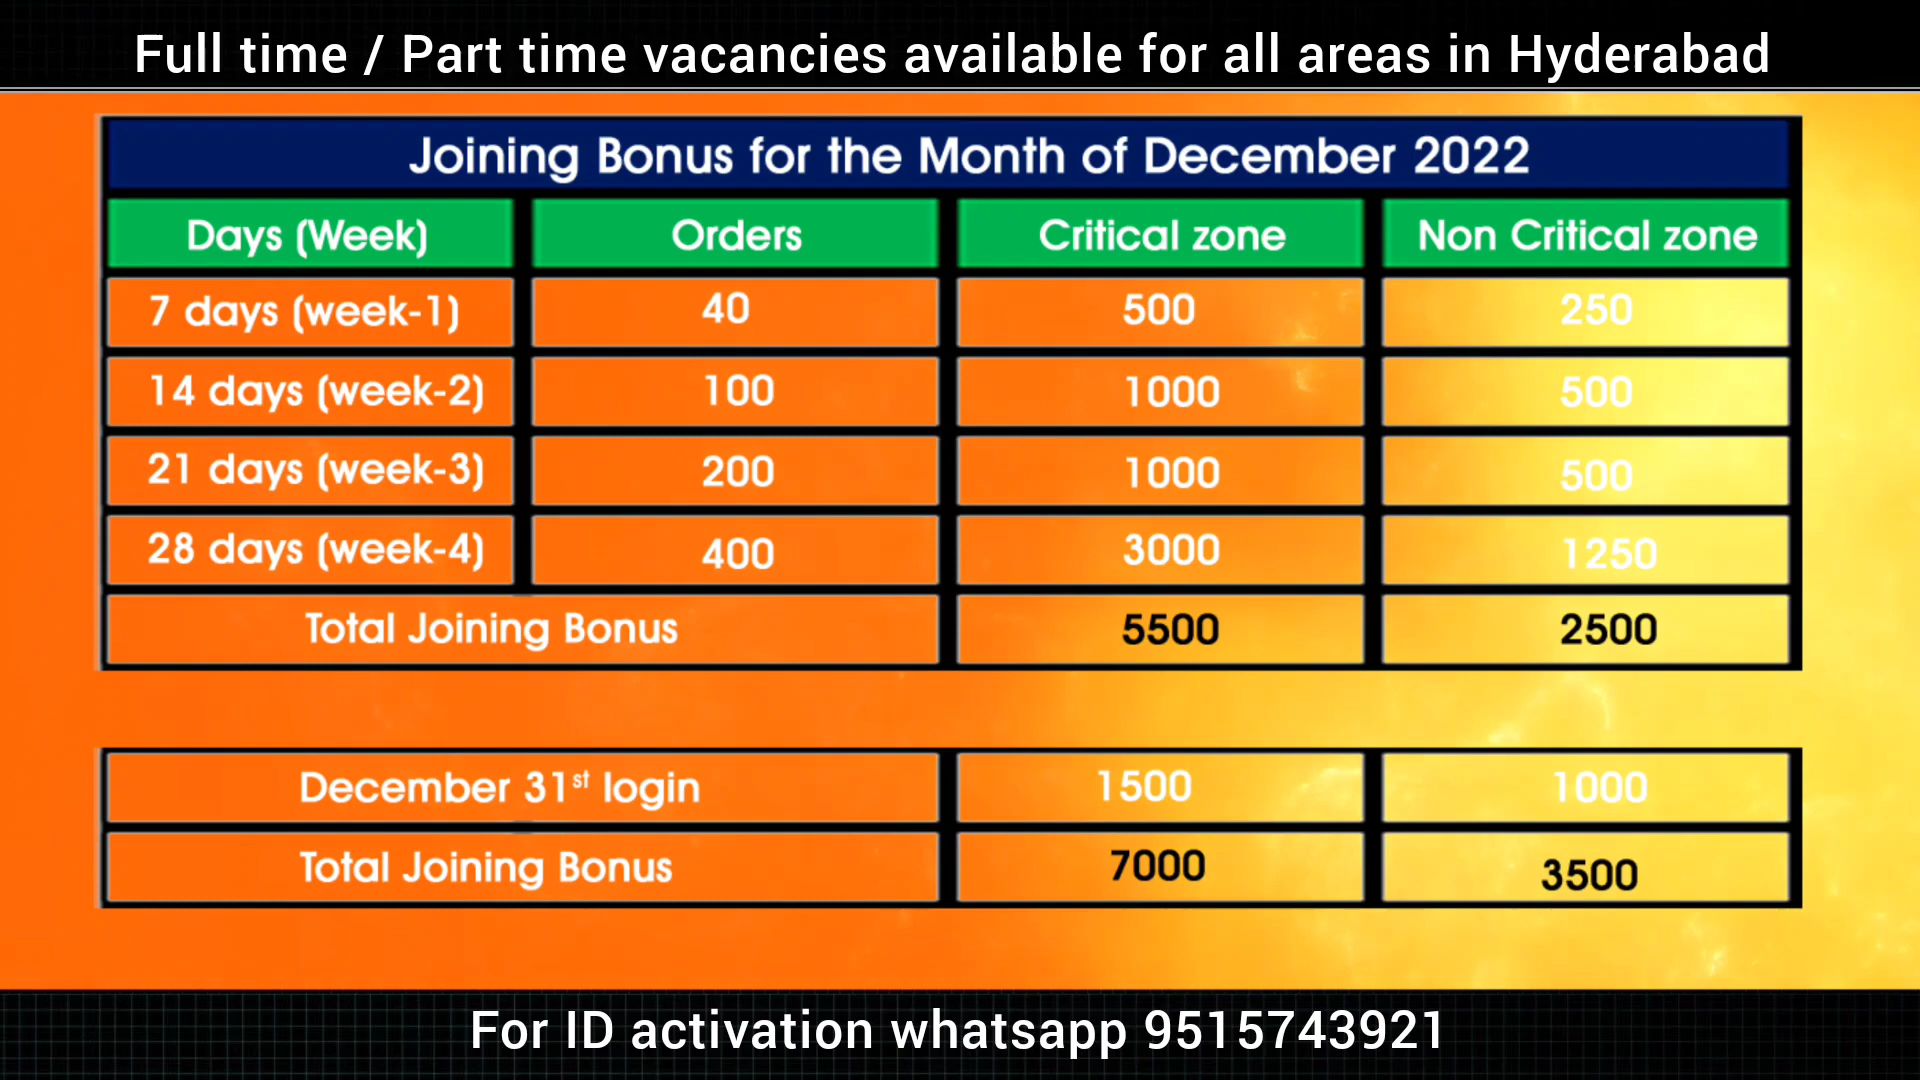 Full time / Part time vacancies available for all areas in Hyderabad
Joining Bonus for the Month of December 2022
Days (Week) Orders Critical zone Non Critical zone
7 days (week-1) 40 500 250
14 days (week-2) 100 1000 500
21 days (week-3) 200 1000 500
28 days (week-4) 400 3000 1250
Total Joining Bonus 5500 2500
December 31st login 1500 1000
Total Joining Bonus 7000 3500
For ID activation whatsapp 9515743921